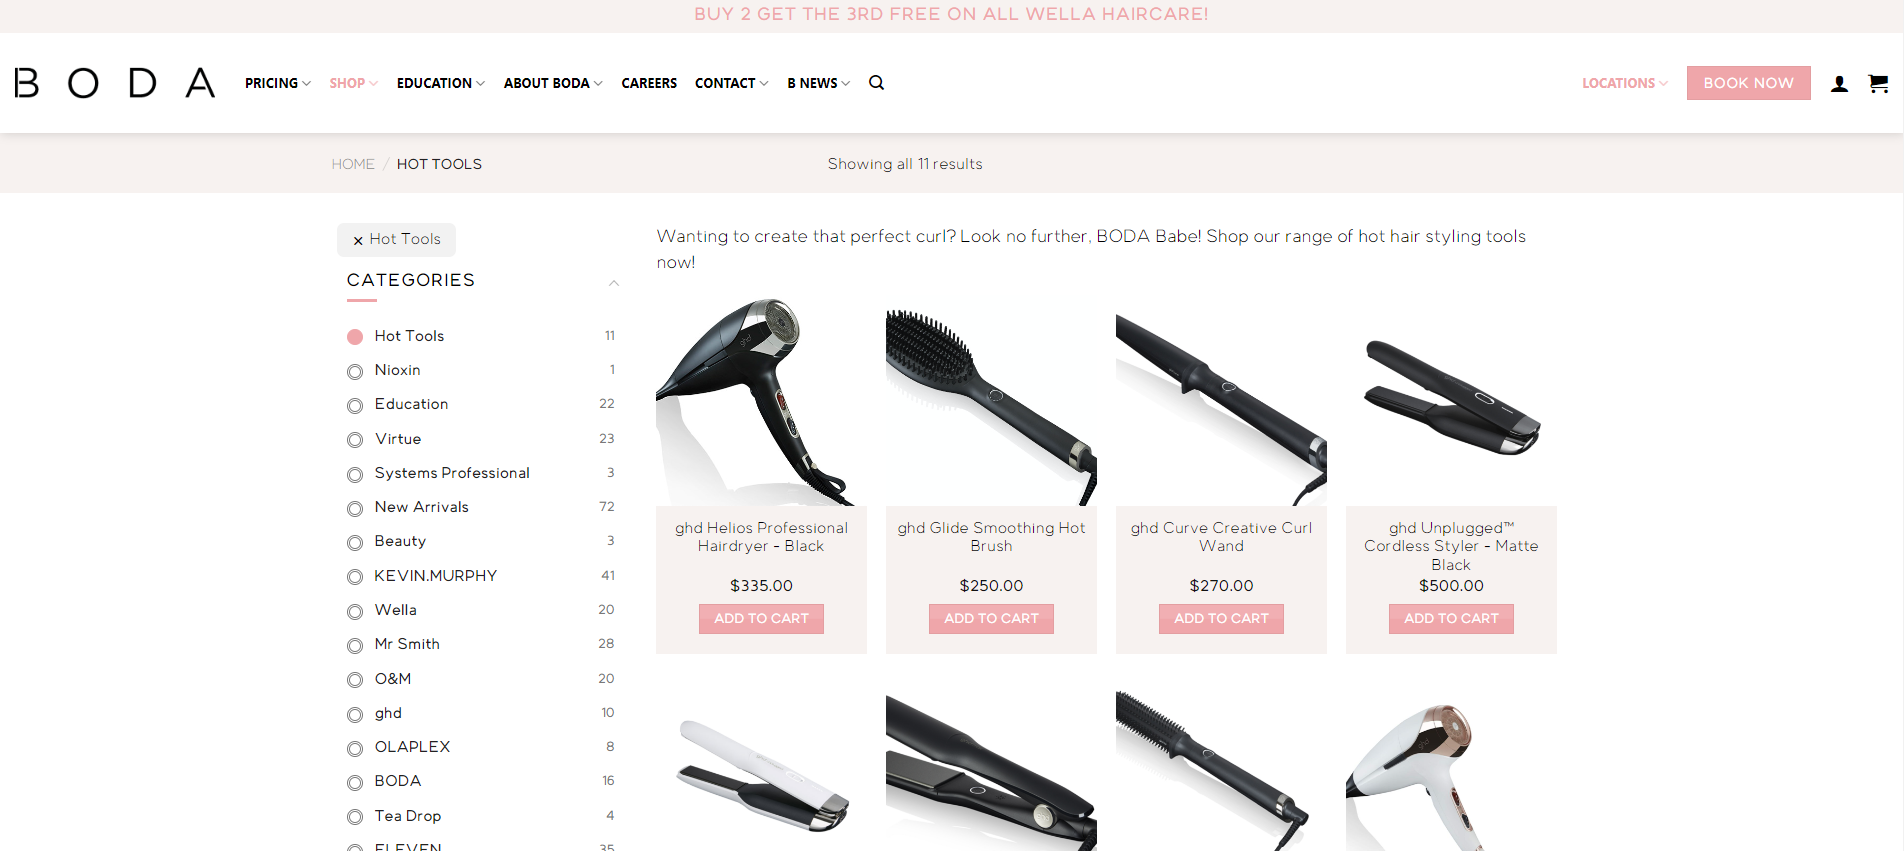 BUY 2 GET THE 3RD FREE ON ALL WELLA HAIRCARE!
BODA PRICING SHOP EDUCATION ABOUT BODA CAREERS CONTACT B NEWS LOCATIONS BOOK NOW
HOME / HOT TOOLS Showing all 11 results
× Hot Tools
CATEGORIES
Hot Tools 11
Nioxin 1
Education 22
Virtue 23
Systems Professional 3
New Arrivals 72
Beauty 3
KEVIN.MURPHY 41
Wella 20
Mr Smith 28
O&M 20
ghd 10
OLAPLEX 8
BODA 16
Tea Drop 4
ELEVEN 35
Wanting to create that perfect curl? Look no further, BODA Babe! Shop our range of hot hair styling tools
now!
ghd Helios Professional
Hairdryer - Black
$335.00
ADD TO CART
ghd Glide Smoothing Hot
Brush
$250.00
ADD TO CART
ghd Curve Creative Curl
Wand
$270.00
ADD TO CART
ghd Unplugged™
Cordless Styler - Matte
Black
$500.00
ADD TO CART